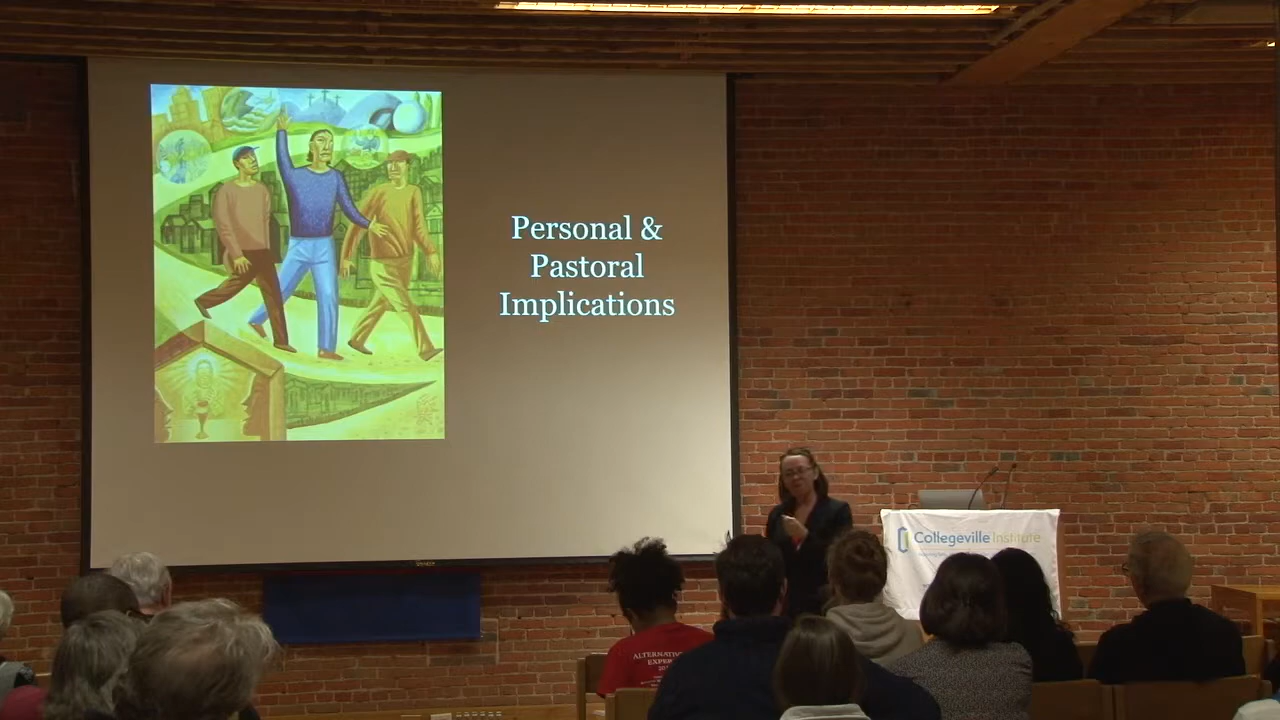 Personal &
Pastoral
Implications
Collegeville Institute